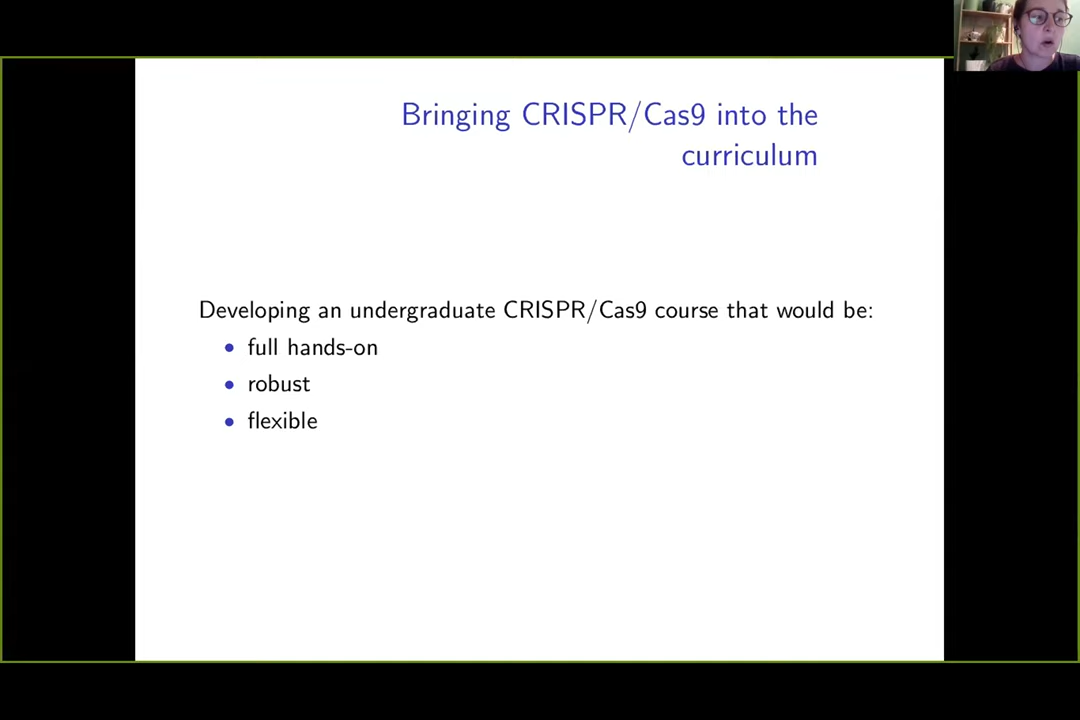 Bringing CRISPR/Cas9 into the
curriculum
Developing an undergraduate CRISPR/Cas9 course that would be:
• full hands-on
• robust
• flexible